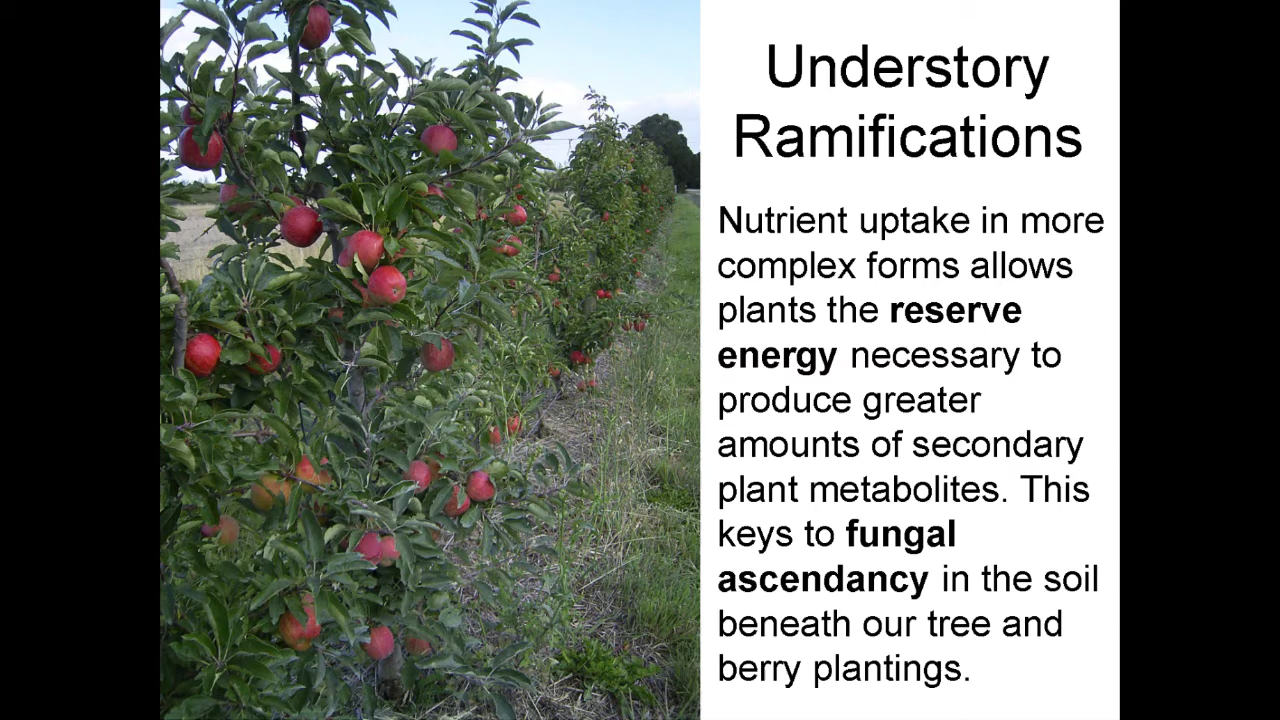 Understory
Ramifications
Nutrient uptake in more
complex forms allows
plants the reserve
energy necessary to
produce greater
amounts of secondary
plant metabolites. This
keys to fungal
ascendancy in the soil
beneath our tree and
berry plantings.